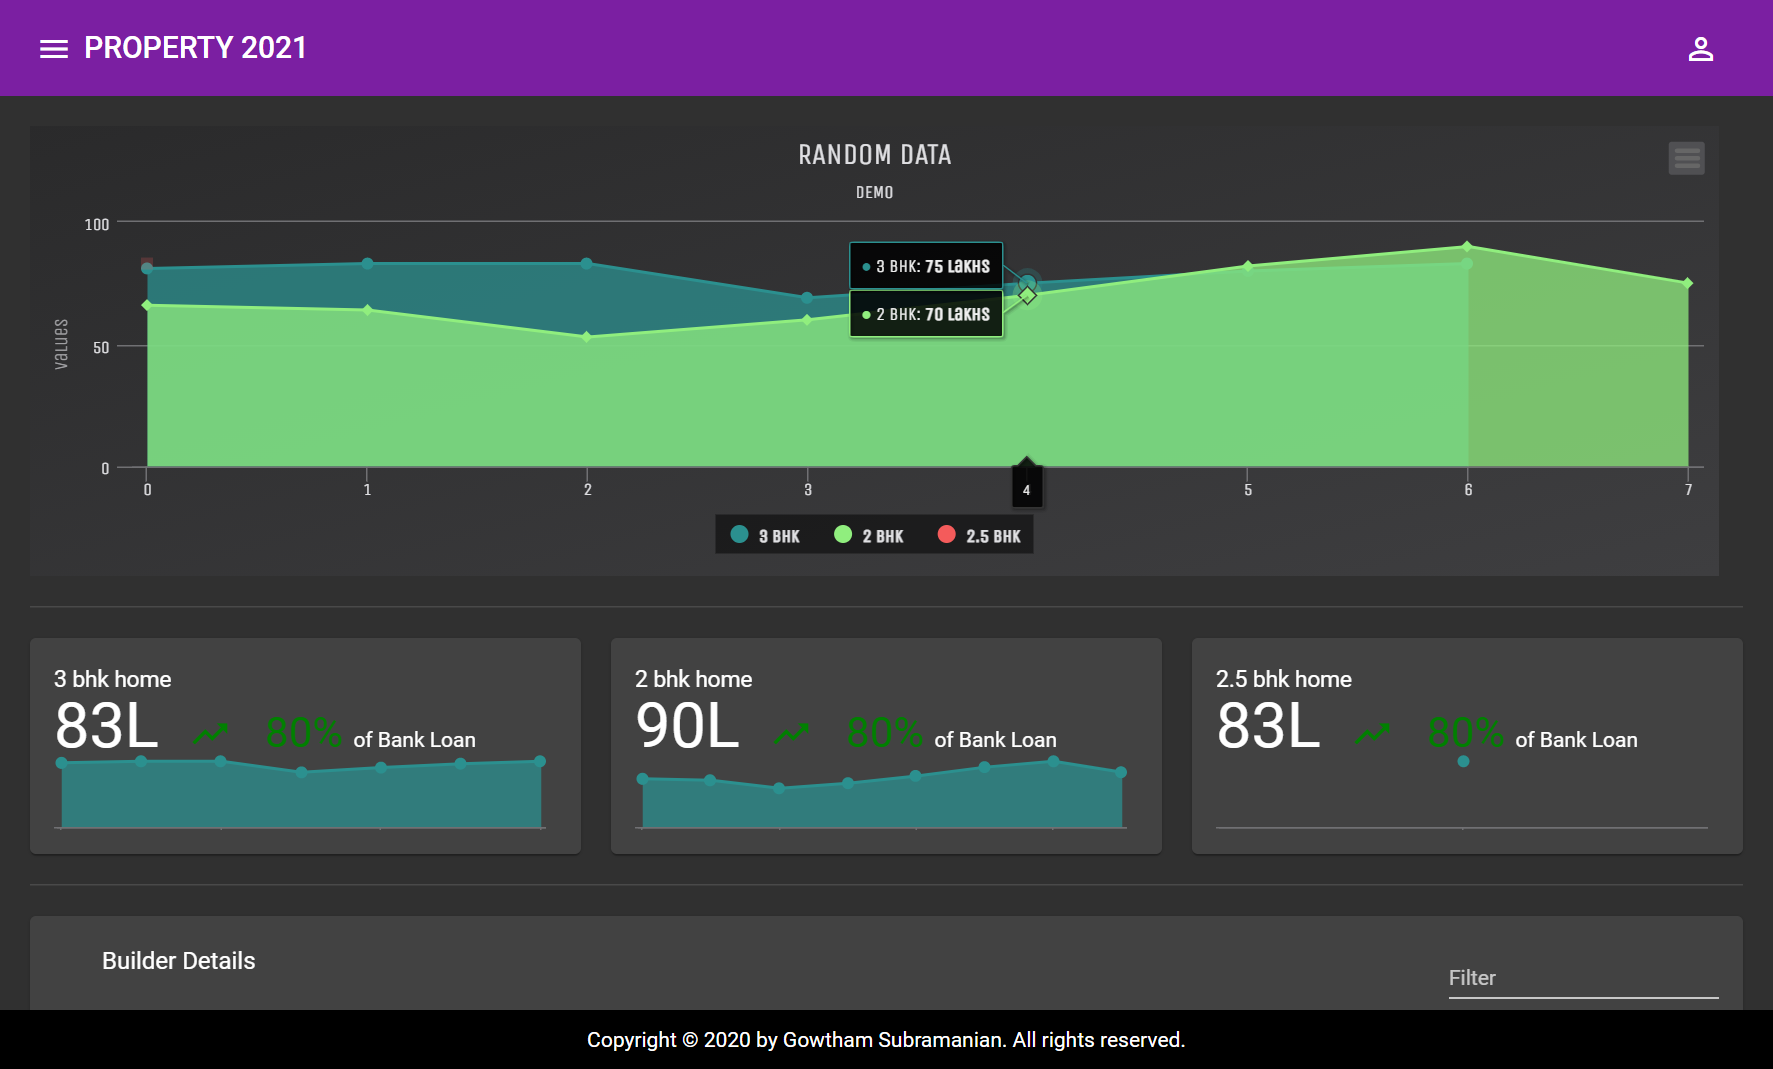 PROPERTY 2021
RANDOM DATA
DEMO
100
50
0
Values
3 BHK: 75 Lakhs
2 BHK: 70 Lakhs
0 1 2 3 4 5 6 7
3 BHK 2 BHK 2.5 BHK
3 bhk home
83L 80% of Bank Loan
2 bhk home
90L 80% of Bank Loan
2.5 bhk home
83L 80% of Bank Loan
Builder Details
Filter
Copyright © 2020 by Gowtham Subramanian. All rights reserved.